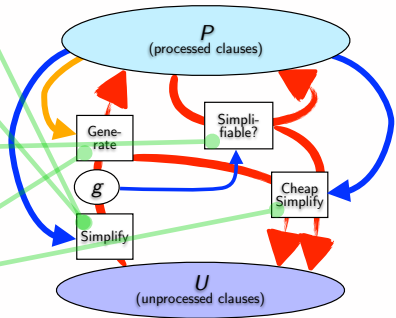 P
(processed clauses)
Simpli-
fiable?
Gene-
rate
g
Cheap
Simplify
Simplify
U
(unprocessed clauses)